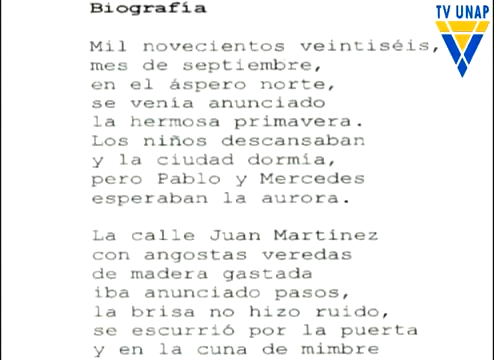 Biografía
TV UNAP
Mil novecientos veintiséis,
mes de septiembre,
en el áspero norte,
se venía anunciado
la hermosa primavera.
Los niños descansaban
y la ciudad dormía,
pero Pablo y Mercedes
esperaban la aurora.
La calle Juan Martínez
con angostas veredas
de madera gastada
iba anunciado pasos,
la brisa no hizo ruido,
se escurrió por la puerta
y en la cuna de mimbre